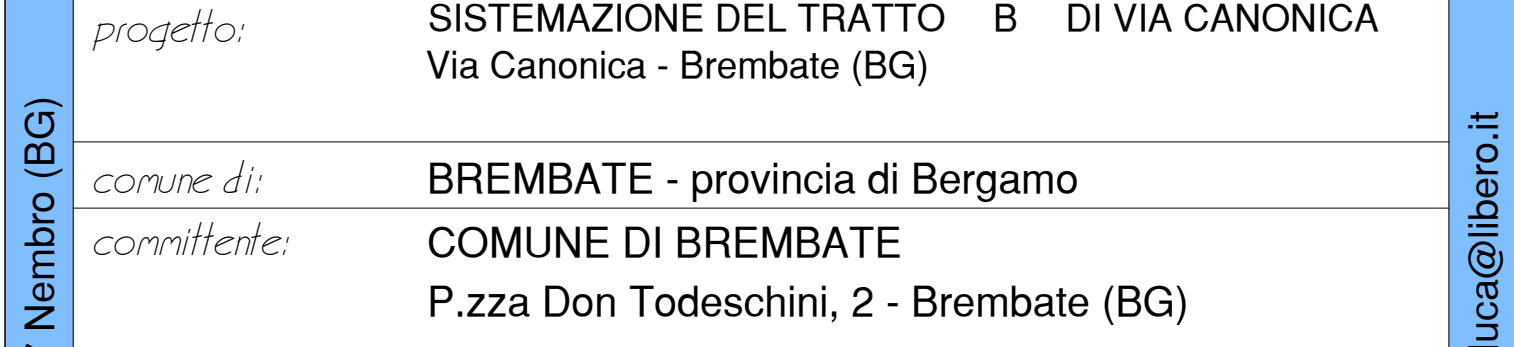 progetto: SISTEMAZIONE DEL TRATTO B DI VIA CANONICA
Via Canonica - Brembate (BG)
comune di: BREMBATE - provincia di Bergamo
committente: COMUNE DI BREMBATE
P.zza Don Todeschini, 2 - Brembate (BG)
Nembro (BG)
luca@libero.it